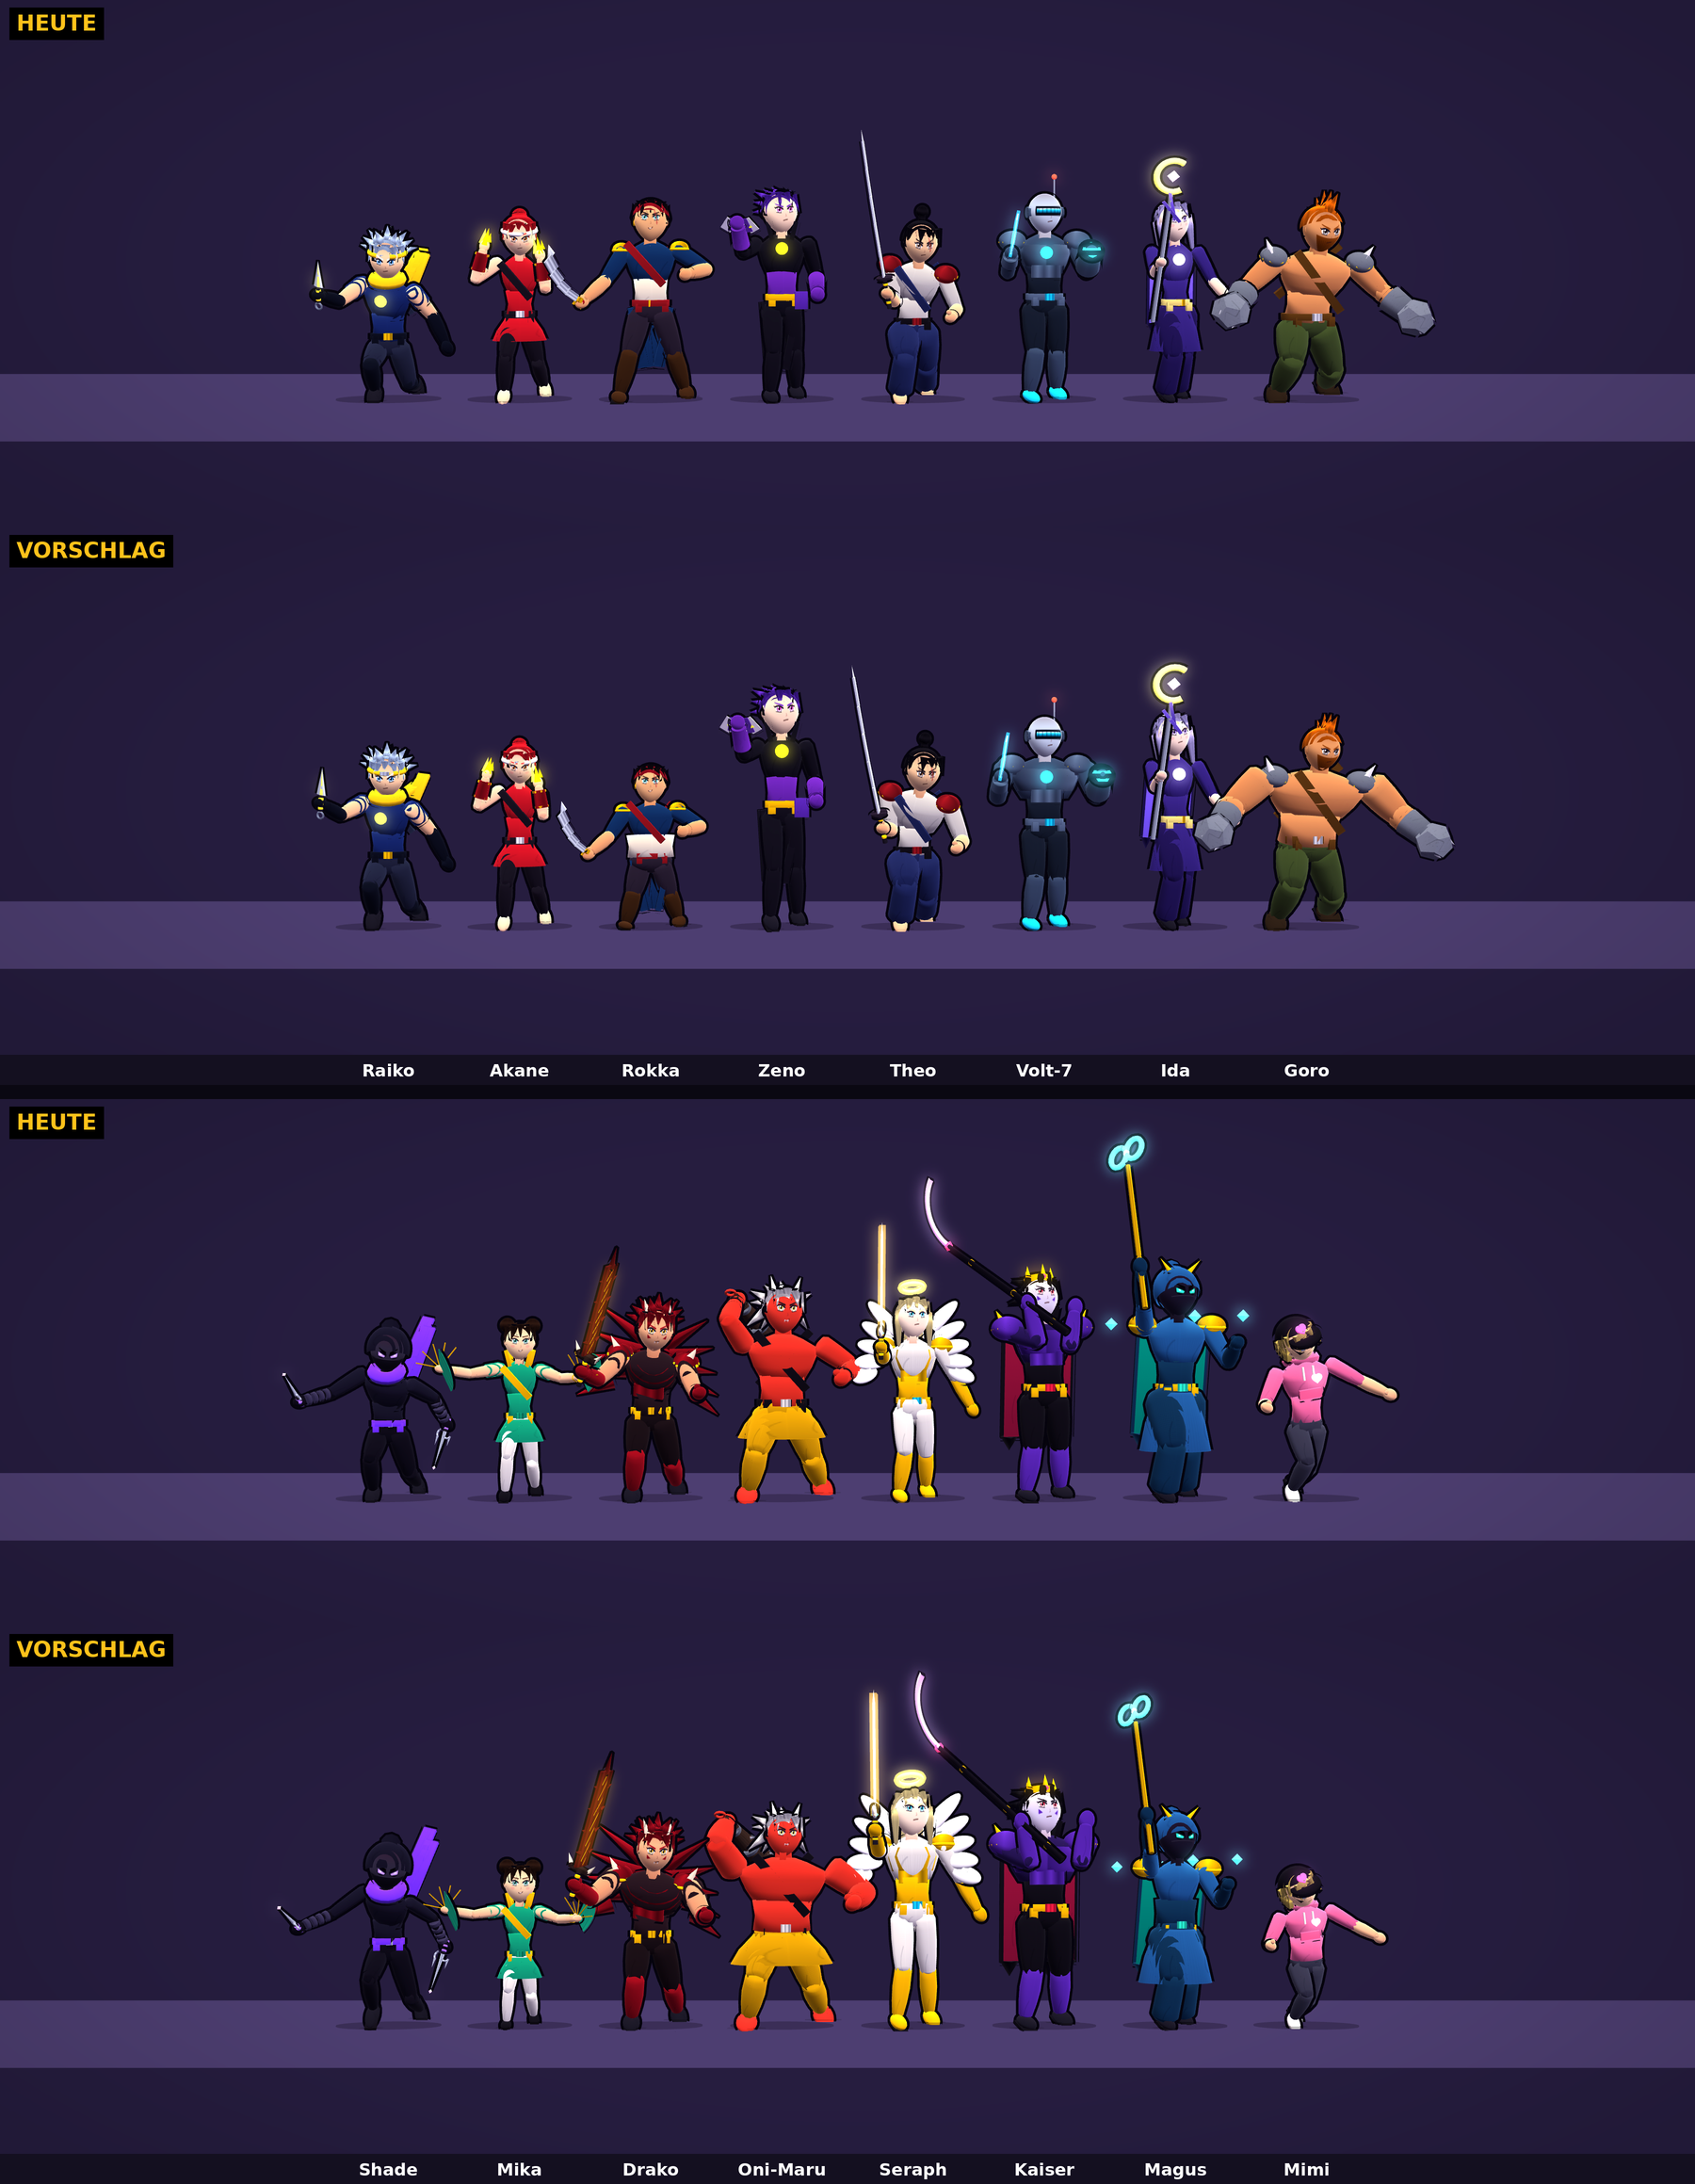 HEUTE
VORSCHLAG
Raiko Akane Rokka Zeno Theo Volt-7 Ida Goro
HEUTE
VORSCHLAG
Shade Mika Drako Oni-Maru Seraph Kaiser Magus Mimi